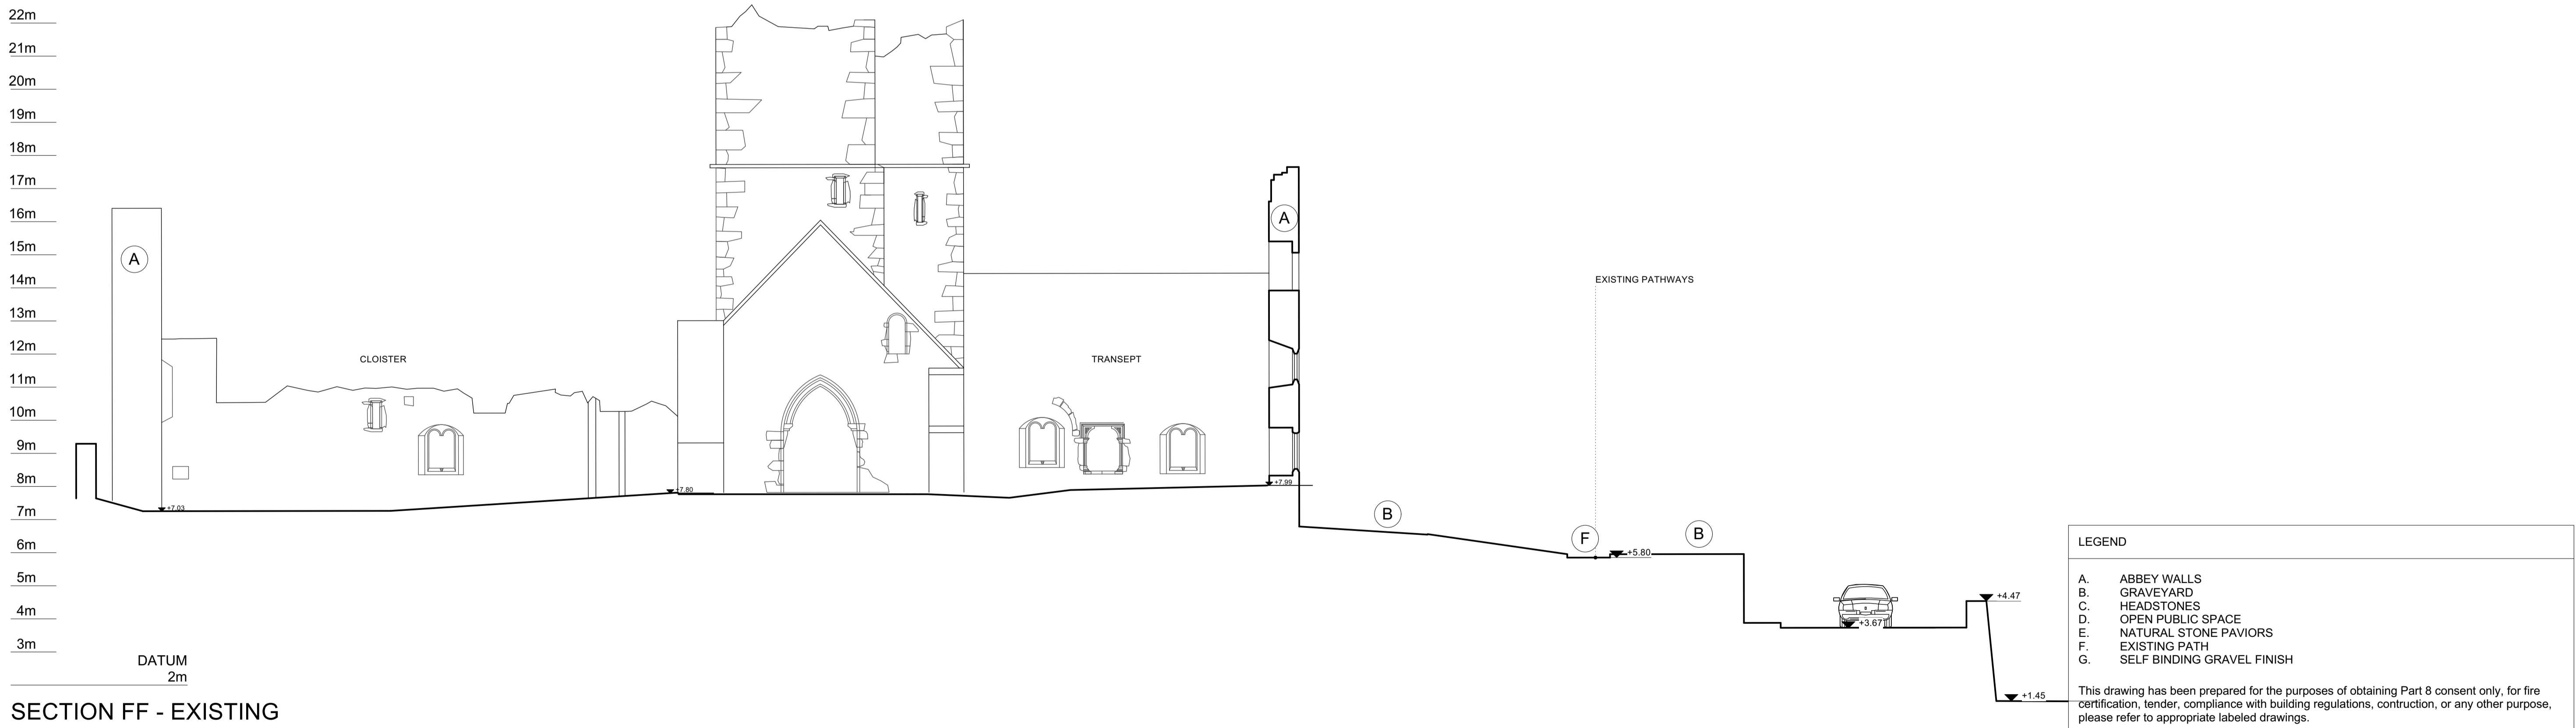 22m
21m
20m
19m
18m
17m
16m
15m
14m
13m
12m
11m
10m
9m
8m
7m
6m
5m
4m
3m
DATUM
2m
A
CLOISTER
+7.03
+7.80
TRANSEPT
A
+7.99
B
EXISTING PATHWAYS
F
+5.80
B
+3.67
+4.47
+1.45
SECTION FF - EXISTING
LEGEND
A. ABBEY WALLS
B. GRAVEYARD
C. HEADSTONES
D. OPEN PUBLIC SPACE
E. NATURAL STONE PAVIORS
F. EXISTING PATH
G. SELF BINDING GRAVEL FINISH
This drawing has been prepared for the purposes of obtaining Part 8 consent only, for fire
certification, tender, compliance with building regulations, contruction, or any other purpose,
please refer to appropriate labeled drawings.